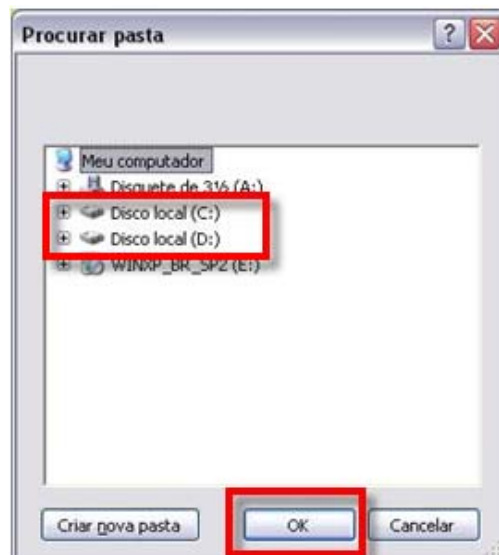 Procurar pasta
Meu computador
Disquete de 3½ (A:)
Disco local (C:)
Disco local (D:)
WINXP_BR_SP2 (E:)
Criar nova pasta
OK
Cancelar